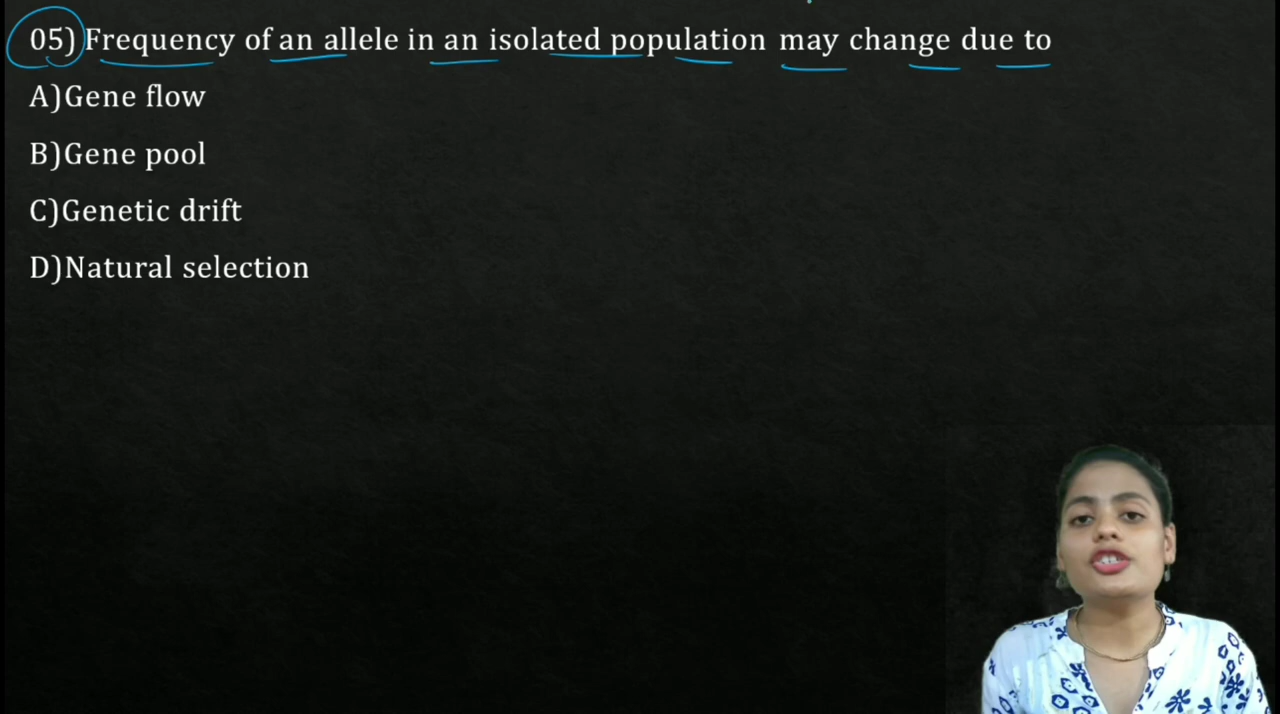 05) Frequency of an allele in an isolated population may change due to
A)Gene flow
B)Gene pool
C)Genetic drift
D)Natural selection